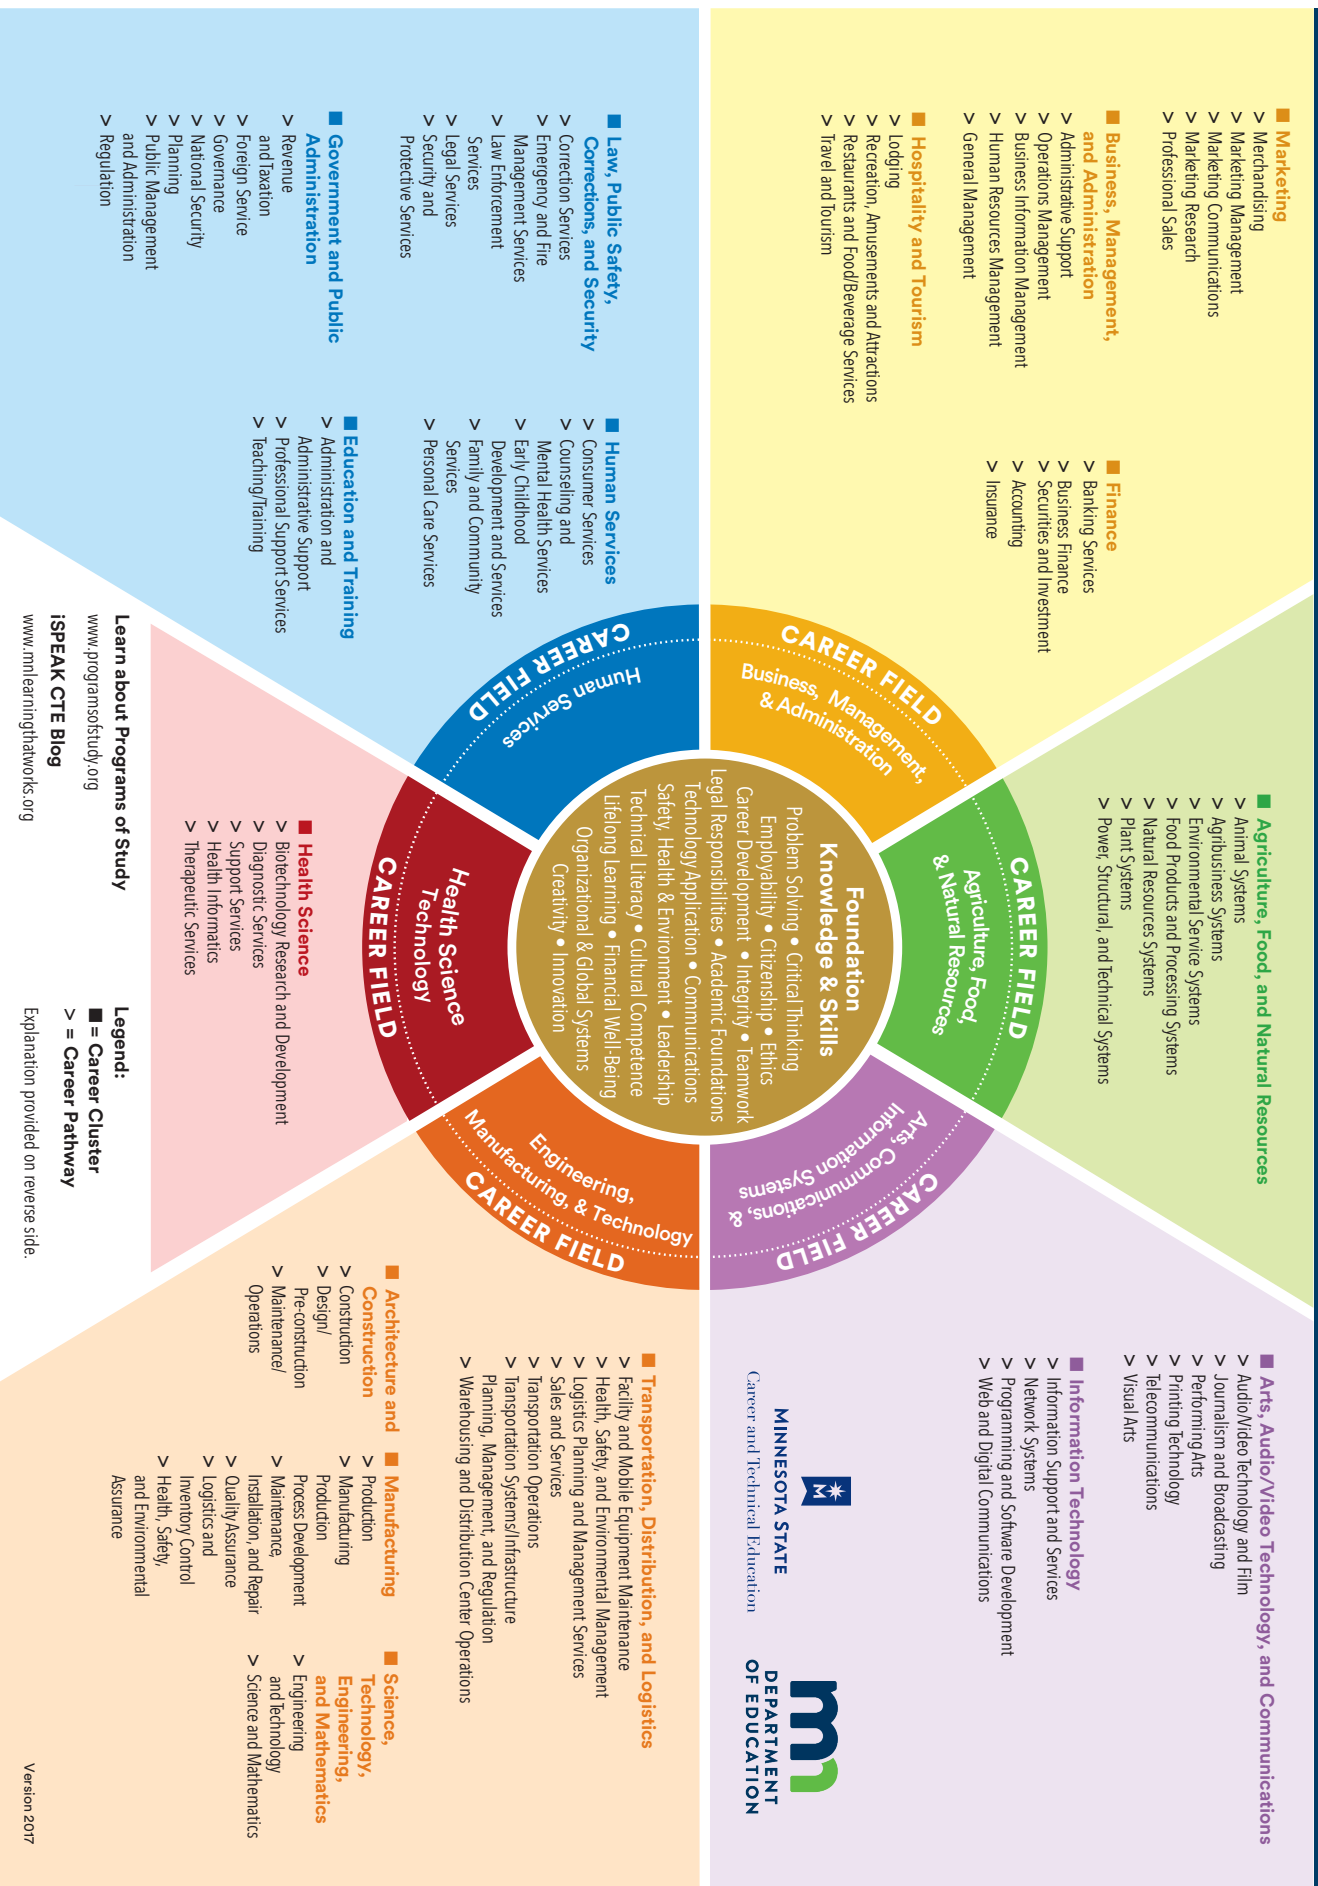 ■ Marketing
> Merchandising
> Marketing Management
> Marketing Communications
> Marketing Research
> Professional Sales
■ Business, Management,
and Administration
> Administrative Support
> Operations Management
> Business Information Management
> Human Resources Management
> General Management
■ Hospitality and Tourism
> Lodging
> Recreation, Amusements and Attractions
> Restaurants and Food/Beverage Services
> Travel and Tourism
■ Finance
> Banking Services
> Business Finance
> Securities and Investment
> Accounting
> Insurance
CAREER FIELD
Business, Management,
& Administration
■ Agriculture, Food, and Natural Resources
> Animal Systems
> Agribusiness Systems
> Environmental Service Systems
> Food Products and Processing Systems
> Natural Resources Systems
> Plant Systems
> Power, Structural, and Technical Systems
CAREER FIELD
Agriculture, Food,
& Natural Resources
■ Arts, Audio/Video Technology, and Communications
> Audio/Video Technology and Film
> Journalism and Broadcasting
> Performing Arts
> Printing Technology
> Telecommunications
> Visual Arts
■ Information Technology
> Information Support and Services
> Network Systems
> Programming and Software Development
> Web and Digital Communications
Arts, Communications, &
Information Systems
CAREER FIELD
M
MINNESOTA STATE
Career and Technical Education
mn
DEPARTMENT
OF EDUCATION
Foundation
Knowledge & Skills
Problem Solving • Critical Thinking
Employability • Citizenship • Ethics
Career Development • Integrity • Teamwork
Legal Responsibilities • Academic Foundations
Technology Application • Communications
Safety, Health & Environment • Leadership
Technical Literacy • Cultural Competence
Lifelong Learning • Financial Well-Being
Organizational & Global Systems
Creativity • Innovation
■ Law, Public Safety,
Corrections, and Security
> Correction Services
> Emergency and Fire
Management Services
> Law Enforcement
Services
> Legal Services
> Security and
Protective Services
■ Government and Public
Administration
> Revenue
and Taxation
> Foreign Service
> Governance
> National Security
> Planning
> Public Management
and Administration
> Regulation
■ Human Services
> Consumer Services
> Counseling and
Mental Health Services
> Early Childhood
Development and Services
> Family and Community
Services
> Personal Care Services
■ Education and Training
> Administration and
Administrative Support
> Professional Support Services
> Teaching/Training
CAREER FIELD
Human Services
Health Science
Technology
CAREER FIELD
■ Health Science
> Biotechnology Research and Development
> Diagnostic Services
> Support Services
> Health Informatics
> Therapeutic Services
Engineering,
Manufacturing, & Technology
CAREER FIELD
■ Transportation, Distribution, and Logistics
> Facility and Mobile Equipment Maintenance
> Health, Safety and Environmental Management
> Logistics Planning and Management Services
> Sales and Services
> Transportation Operations
> Transportation Systems/Infrastructure
Planning, Management, and Regulation
> Warehousing and Distribution Center Operations
■ Architecture and
Construction
> Construction
> Design/
Pre-construction
> Maintenance/
Operations
■ Manufacturing
> Production
> Manufacturing
Production
Process Development
> Maintenance,
Installation, and Repair
> Quality Assurance
> Logistics and
Inventory Control
> Health, Safety,
and Environmental
Assurance
■ Science,
Technology,
Engineering,
and Mathematics
> Engineering
and Technology
> Science and Mathematics
Learn about Programs of Study
www.programsofstudy.org
iSPEAK CTE Blog
www.mnlearningthatworks.org
Legend:
■ = Career Cluster
> = Career Pathway
Explanation provided on reverse side.
Version 2017